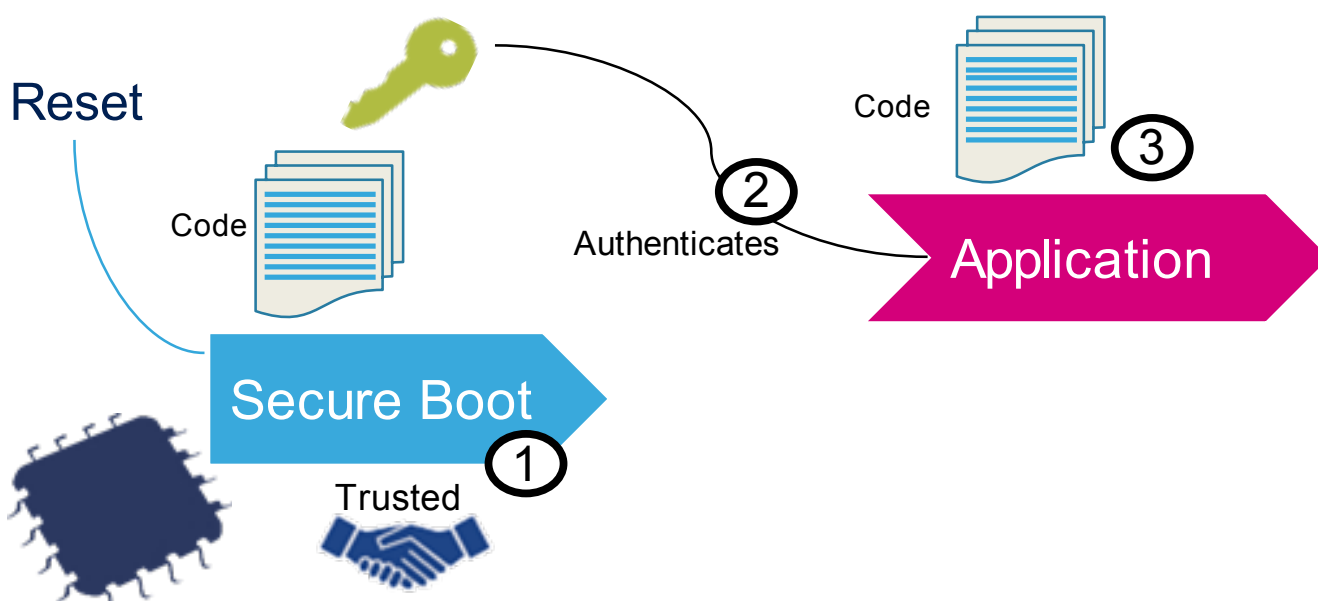 Reset
Code
Code
3
2
Authenticates
Application
Secure Boot
1
Trusted